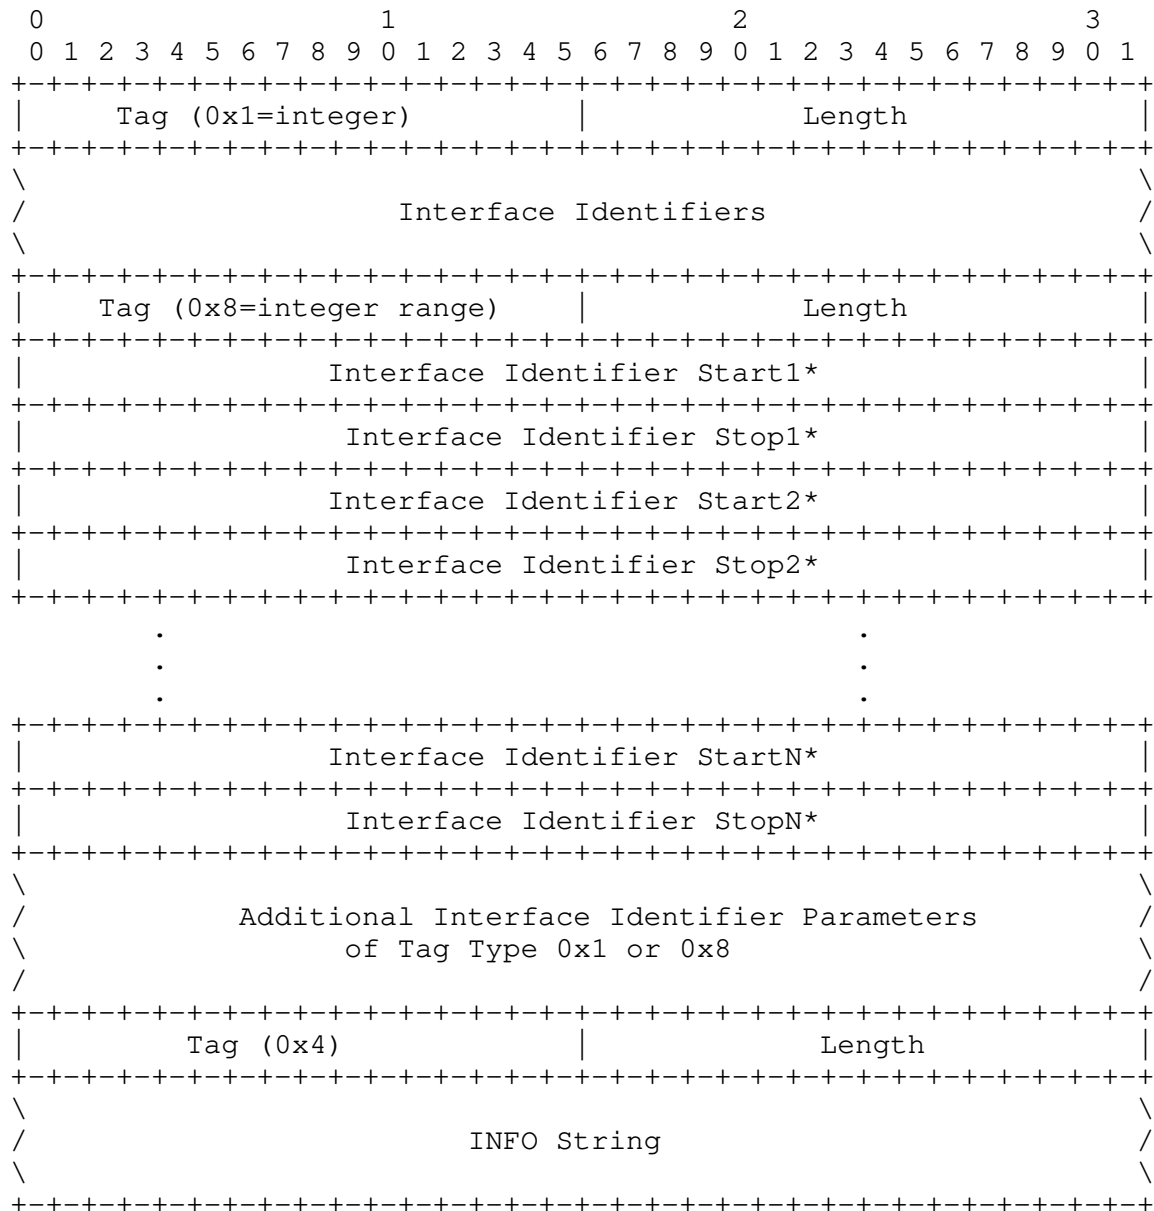 0                   1                   2                   3
 0 1 2 3 4 5 6 7 8 9 0 1 2 3 4 5 6 7 8 9 0 1 2 3 4 5 6 7 8 9 0 1
+-+-+-+-+-+-+-+-+-+-+-+-+-+-+-+-+-+-+-+-+-+-+-+-+-+-+-+-+-+-+-+-+
|     Tag (0x1=integer)         |            Length             |
+-+-+-+-+-+-+-+-+-+-+-+-+-+-+-+-+-+-+-+-+-+-+-+-+-+-+-+-+-+-+-+-+
\                                                               \
/                     Interface Identifiers                     /
\                                                               \
+-+-+-+-+-+-+-+-+-+-+-+-+-+-+-+-+-+-+-+-+-+-+-+-+-+-+-+-+-+-+-+-+
|    Tag (0x8=integer range)    |            Length             |
+-+-+-+-+-+-+-+-+-+-+-+-+-+-+-+-+-+-+-+-+-+-+-+-+-+-+-+-+-+-+-+-+
|                 Interface Identifier Start1*                  |
+-+-+-+-+-+-+-+-+-+-+-+-+-+-+-+-+-+-+-+-+-+-+-+-+-+-+-+-+-+-+-+-+
|                  Interface Identifier Stop1*                  |
+-+-+-+-+-+-+-+-+-+-+-+-+-+-+-+-+-+-+-+-+-+-+-+-+-+-+-+-+-+-+-+-+
|                 Interface Identifier Start2*                  |
+-+-+-+-+-+-+-+-+-+-+-+-+-+-+-+-+-+-+-+-+-+-+-+-+-+-+-+-+-+-+-+-+
|                  Interface Identifier Stop2*                  |
+-+-+-+-+-+-+-+-+-+-+-+-+-+-+-+-+-+-+-+-+-+-+-+-+-+-+-+-+-+-+-+-+
        .                                       .
        .                                       .
        .                                       .
+-+-+-+-+-+-+-+-+-+-+-+-+-+-+-+-+-+-+-+-+-+-+-+-+-+-+-+-+-+-+-+-+
|                 Interface Identifier StartN*                  |
+-+-+-+-+-+-+-+-+-+-+-+-+-+-+-+-+-+-+-+-+-+-+-+-+-+-+-+-+-+-+-+-+
|                  Interface Identifier StopN*                  |
+-+-+-+-+-+-+-+-+-+-+-+-+-+-+-+-+-+-+-+-+-+-+-+-+-+-+-+-+-+-+-+-+
\                                                               \
/            Additional Interface Identifier Parameters         /
\                  of Tag Type 0x1 or 0x8                       \
/                                                               /
+-+-+-+-+-+-+-+-+-+-+-+-+-+-+-+-+-+-+-+-+-+-+-+-+-+-+-+-+-+-+-+-+
|         Tag (0x4)             |             Length            |
+-+-+-+-+-+-+-+-+-+-+-+-+-+-+-+-+-+-+-+-+-+-+-+-+-+-+-+-+-+-+-+-+
\                                                               \
/                         INFO String                           /
\                                                               \
+-+-+-+-+-+-+-+-+-+-+-+-+-+-+-+-+-+-+-+-+-+-+-+-+-+-+-+-+-+-+-+-+